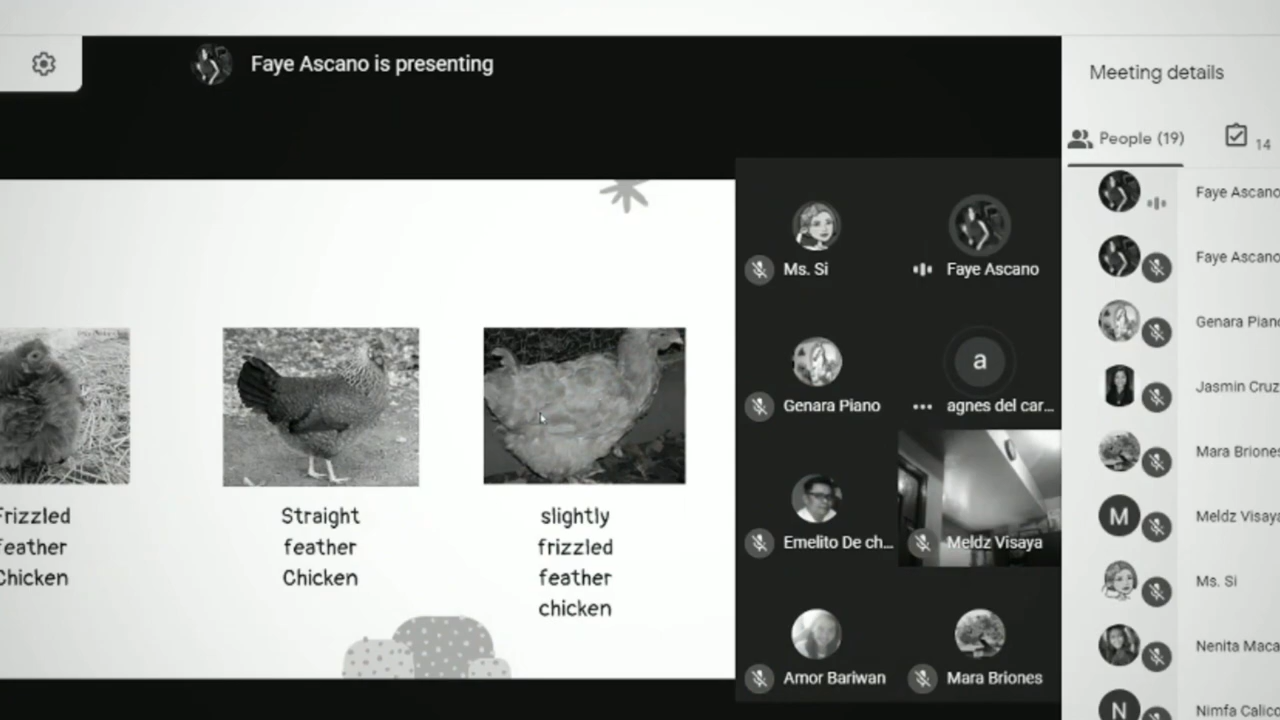 Faye Ascano is presenting
Meeting details
People (19)
14
Frizzled
feather
Chicken
Straight
feather
Chicken
slightly
frizzled
feather
chicken
Ms. Si
Faye Ascano
Genara Piano
a
agnes del car...
Emelito De ch...
Meldz Visaya
Amor Bariwan
Mara Briones
Faye Ascano
Faye Ascano
Genara Piano
Jasmin Cruz
Mara Briones
M
Meldz Visaya
Ms. Si
Nenita Maca
N
Nimfa Calico